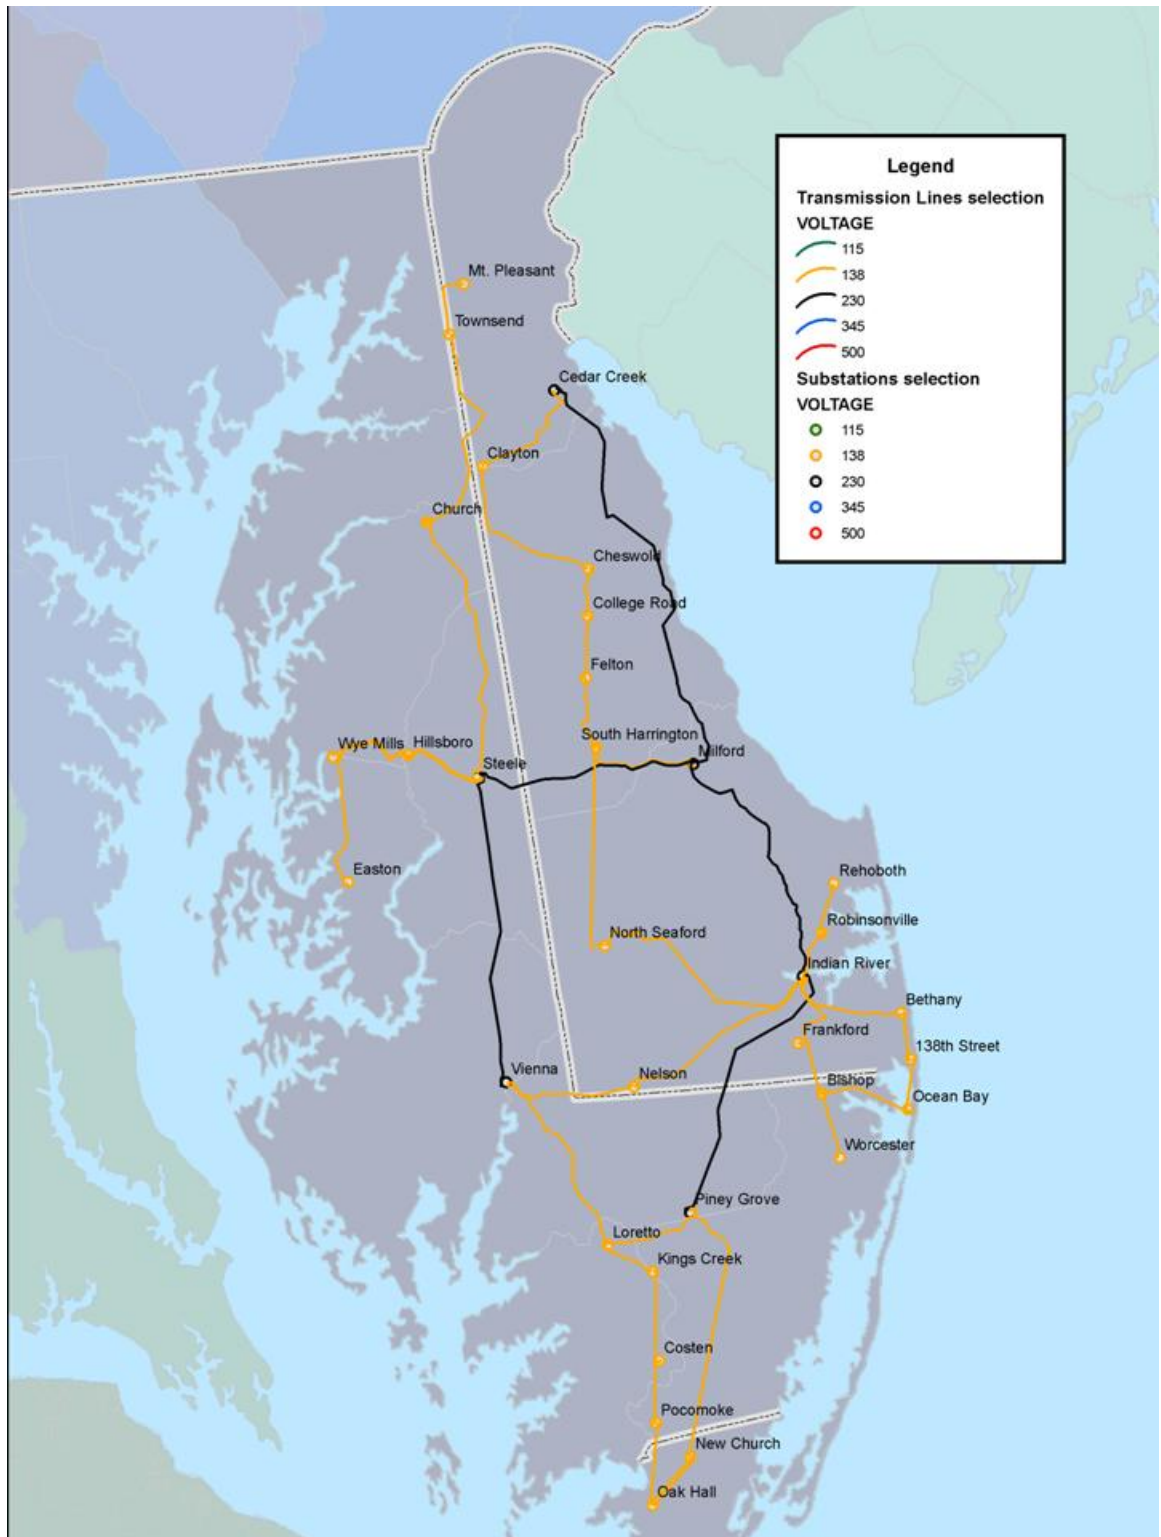 Legend
Transmission Lines selection
VOLTAGE
115
138
230
345
500
Substations selection
VOLTAGE
115
138
230
345
500
Mt. Pleasant
Townsend
Cedar Creek
Clayton
Church
Cheswold
College Road
Felton
South Harrington
Wye Mills
Hillsboro
Steele
Milford
Easton
Rehoboth
Robinsonville
North Seaford
Indian River
Bethany
Frankford
138th Street
Vienna
Nelson
Bishop
Ocean Bay
Worcester
Piney Grove
Loretto
Kings Creek
Costen
Pocomoke
New Church
Oak Hall